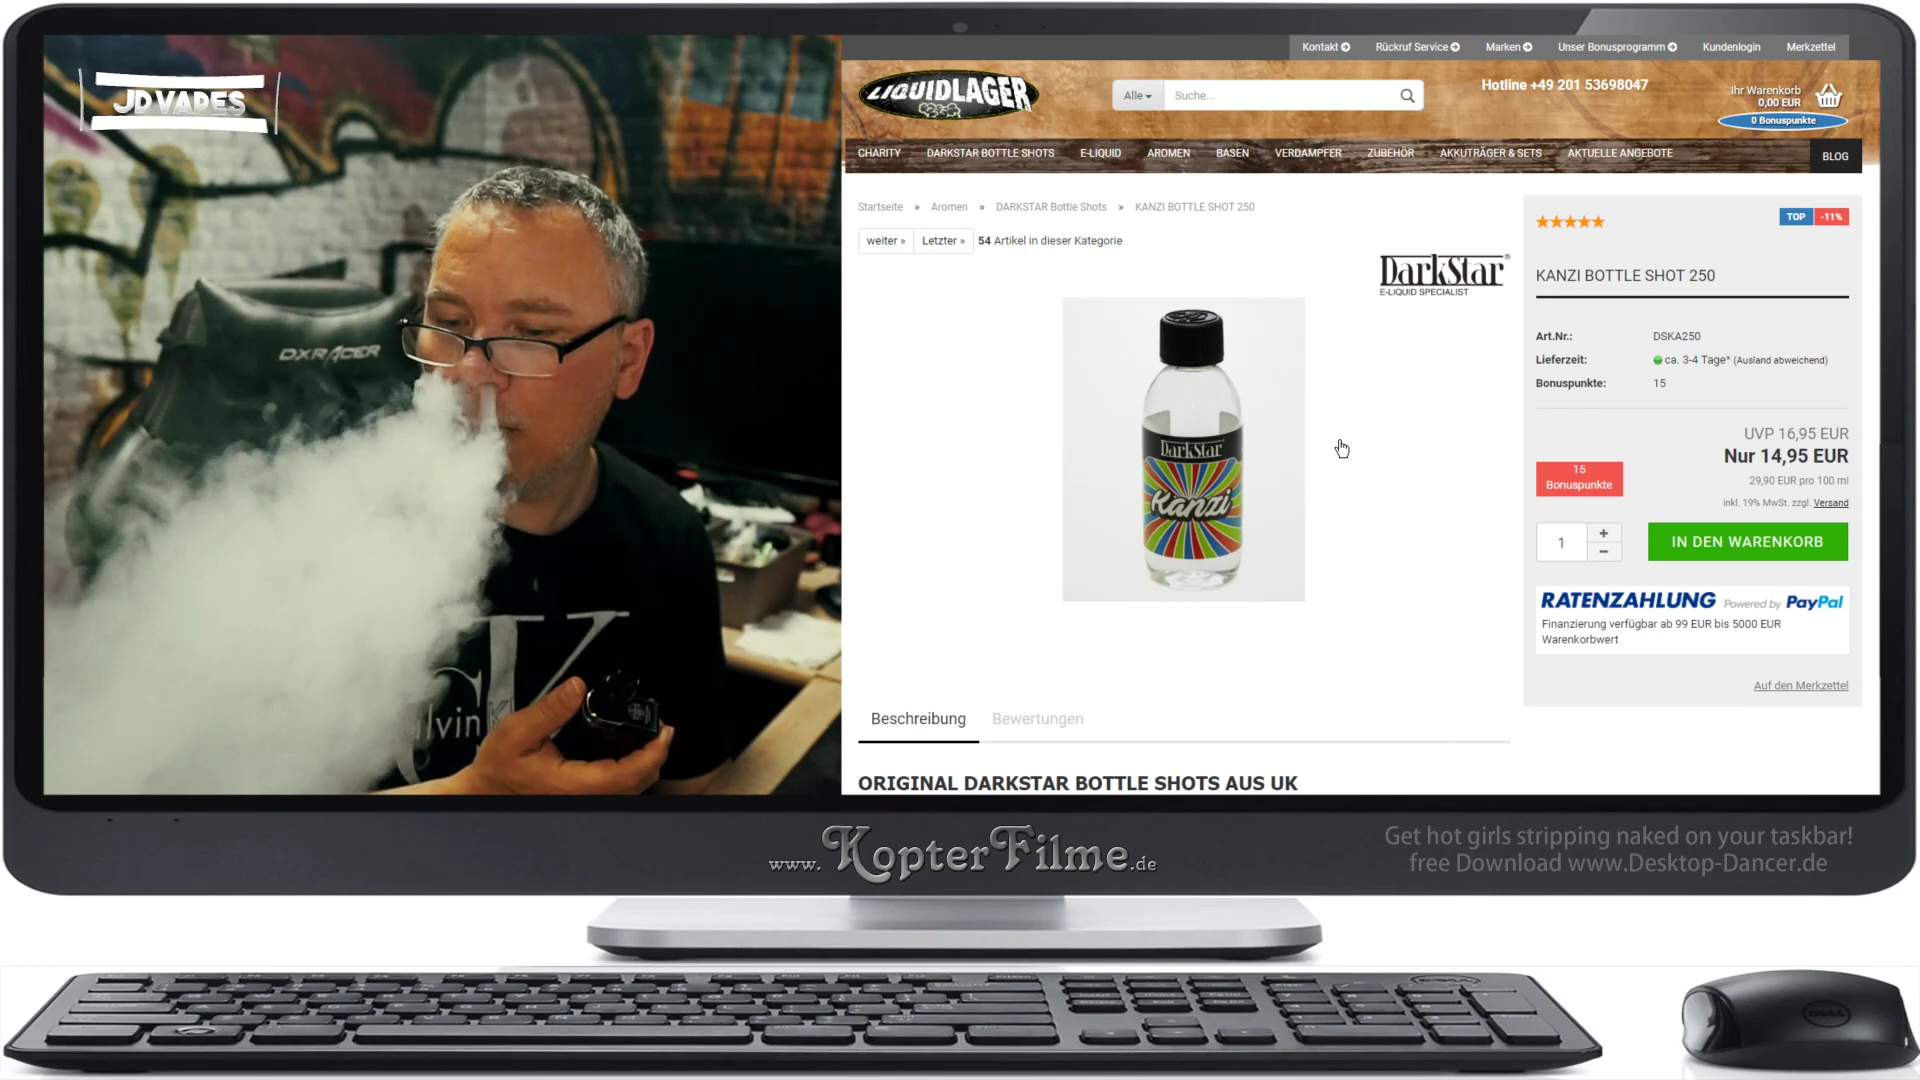 JD VAPES
DXRACER
Kontakt
Rückruf Service
Marken
Unser Bonusprogramm
Kundenlogin
Merkzettel
LIQUIDLAGER
Alle
Suche...
Hotline +49 201 53698047
Ihr Warenkorb
0,00 EUR
0 Bonuspunkte
CHARITY
DARKSTAR BOTTLE SHOTS
E-LIQUID
AROMEN
BASEN
VERDAMPFER
ZUBEHÖR
AKKUTRÄGER & SETS
AKTUELLE ANGEBOTE
BLOG
Startseite » Aromen » DARKSTAR Bottle Shots » KANZI BOTTLE SHOT 250
weiter »
Letzter »
54 Artikel in dieser Kategorie
DarkStar®
E-LIQUID SPECIALIST
DarkStar
Kanzi
TOP
-11%
KANZI BOTTLE SHOT 250
Art.Nr.: DSKA250
Lieferzeit: ca. 3-4 Tage* (Ausland abweichend)
Bonuspunkte: 15
UVP 16,95 EUR
Nur 14,95 EUR
29,90 EUR pro 100 ml
inkl. 19% MwSt. zzgl. Versand
15
Bonuspunkte
1
+
−
IN DEN WARENKORB
RATENZAHLUNG Powered by PayPal
Finanzierung verfügbar ab 99 EUR bis 5000 EUR
Warenkorbwert
Auf den Merkzettel
Beschreibung
Bewertungen
ORIGINAL DARKSTAR BOTTLE SHOTS AUS UK
www.KopterFilme.de
Get hot girls stripping naked on your taskbar!
free Download www.Desktop-Dancer.de
DELL